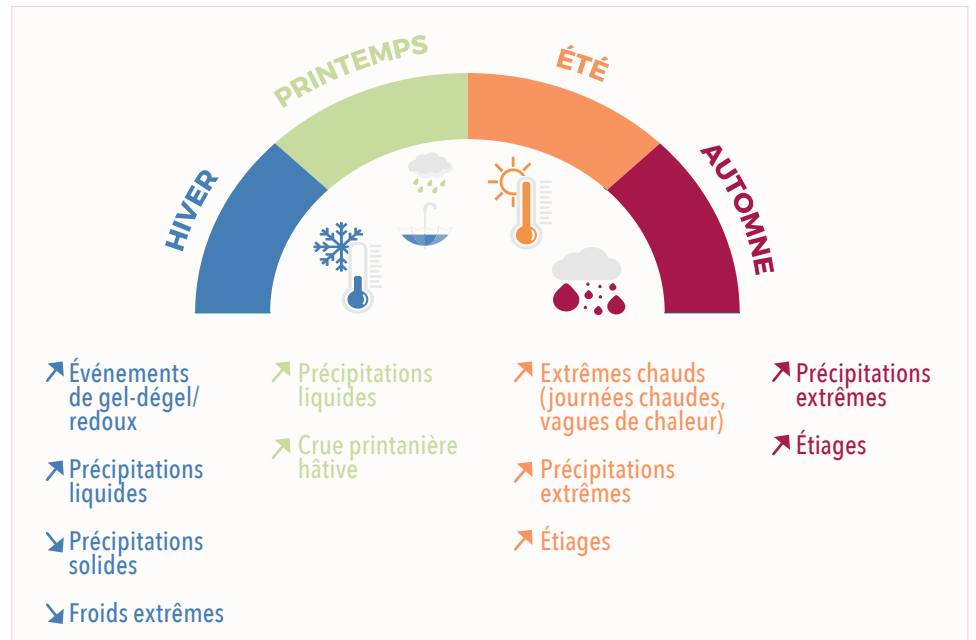 HIVER
PRINTEMPS
ÉTÉ
AUTOMNE
Événements
de gel-dégel/
redoux
Précipitations
liquides
Précipitations
solides
Froids extrêmes
Précipitations
liquides
Crue printanière
hâtive
Extrêmes chauds
(journées chaudes,
vagues de chaleur)
Précipitations
extrêmes
Étiages
Précipitations
extrêmes
Étiages